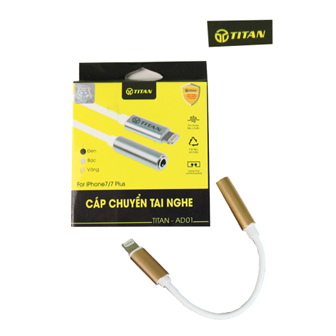 TITAN
TITAN
TITAN
Đen
Bạc
Vàng
For iPhone7/7 Plus
CÁP CHUYỂN TAI NGHE
TITAN - AD01